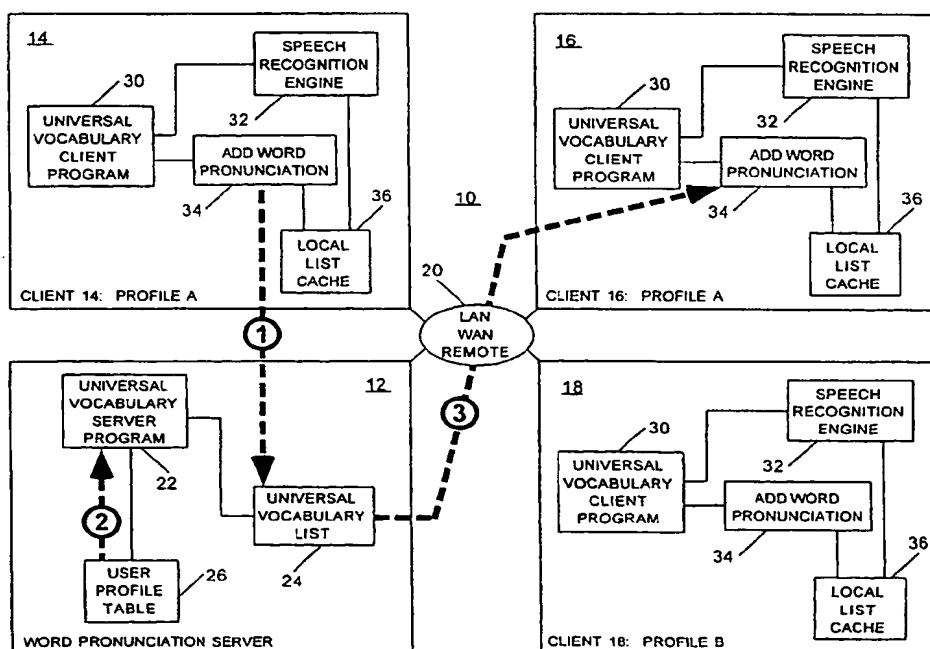 14
SPEECH
RECOGNITION
ENGINE
30
32
UNIVERSAL
VOCABULARY
CLIENT
PROGRAM
ADD WORD
PRONUNCIATION
34
36
LOCAL
LIST
CACHE
CLIENT 14: PROFILE A
10
16
SPEECH
RECOGNITION
ENGINE
30
32
UNIVERSAL
VOCABULARY
CLIENT
PROGRAM
ADD WORD
PRONUNCIATION
34
36
LOCAL
LIST
CACHE
CLIENT 16: PROFILE A
20
LAN
WAN
REMOTE
1
12
UNIVERSAL
VOCABULARY
SERVER
PROGRAM
22
2
3
UNIVERSAL
VOCABULARY
LIST
24
USER
PROFILE
TABLE
26
WORD PRONUNCIATION SERVER
18
SPEECH
RECOGNITION
ENGINE
30
32
UNIVERSAL
VOCABULARY
CLIENT
PROGRAM
ADD WORD PRONUNCIATION
34
36
LOCAL LIST
CACHE
CLIENT 18: PROFILE B